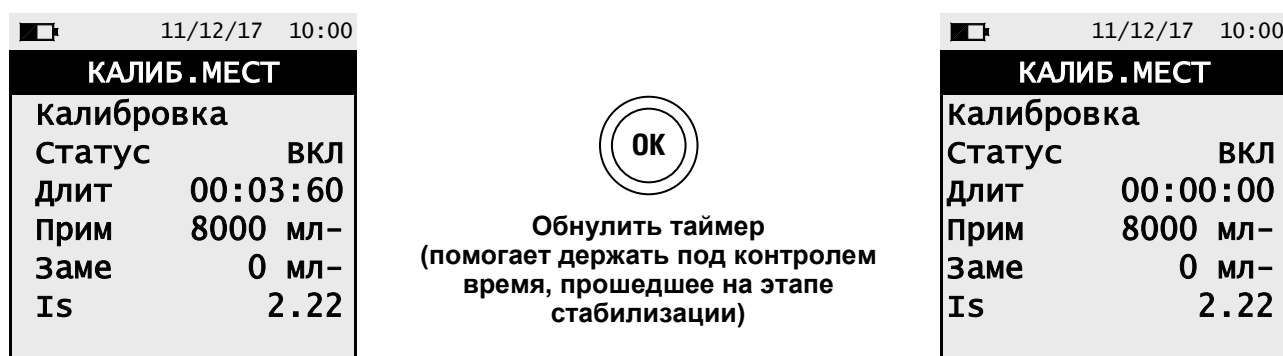 11/12/17 10:00
КАЛИБ.МЕСТ
Калибровка
Статус ВКЛ
Длит 00:03:60
Прим 8000 мл-
Заме 0 мл-
Is 2.22
OK
Обнулить таймер
(помогает держать под контролем
время, прошедшее на этапе
стабилизации)
11/12/17 10:00
КАЛИБ.МЕСТ
Калибровка
Статус ВКЛ
Длит 00:00:00
Прим 8000 мл-
Заме 0 мл-
Is 2.22